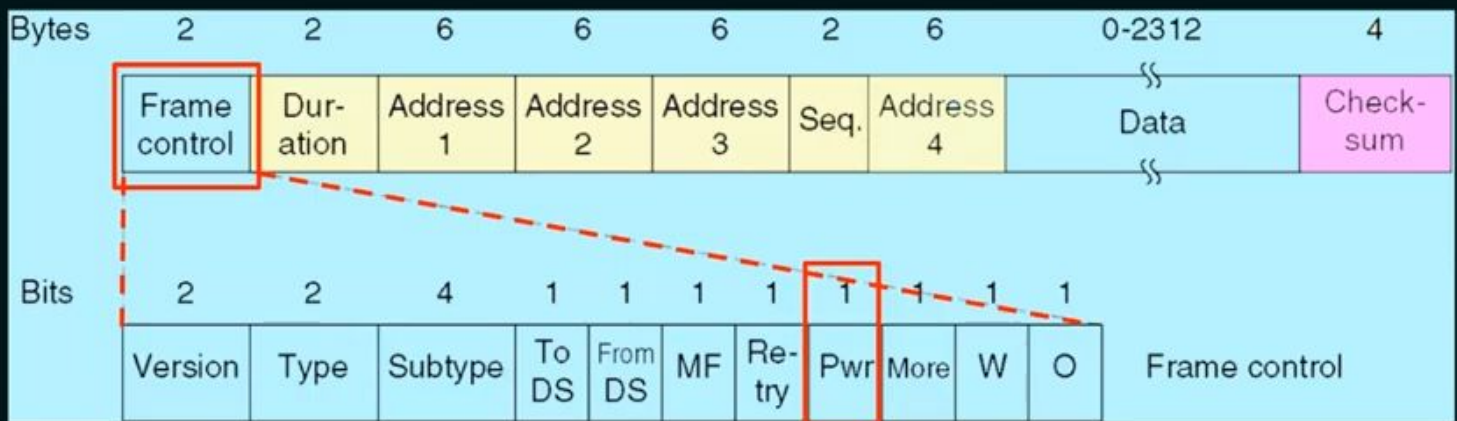 Bytes 2 2 6 6 6 2 6 0-2312 4
Frame control Dur-ation Address 1 Address 2 Address 3 Seq. Address 4 Data Check-sum
Bits 2 2 4 1 1 1 1 1 1 1 1
Version Type Subtype To DS From DS MF Re-try Pwr More W O Frame control